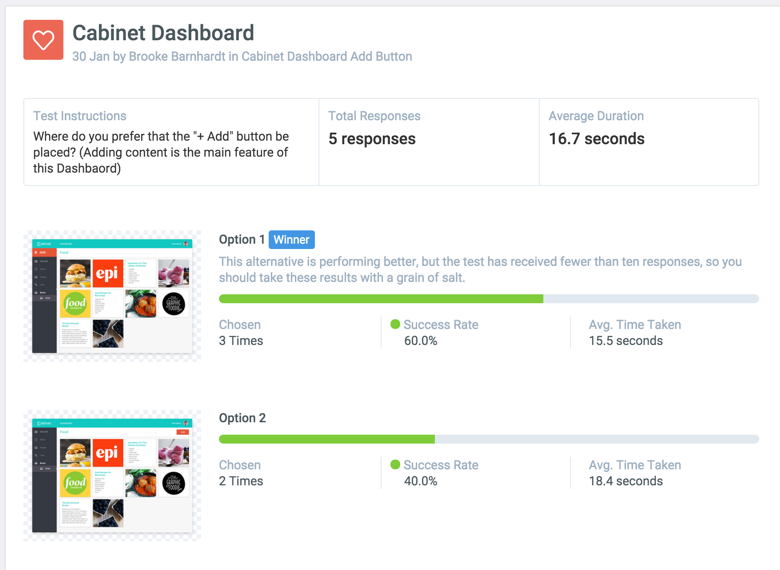 Cabinet Dashboard
30 Jan by Brooke Barnhardt in Cabinet Dashboard Add Button
Test Instructions
Where do you prefer that the "+ Add" button be
placed? (Adding content is the main feature of
this Dashbaord)
Total Responses
5 responses
Average Duration
16.7 seconds
epi
food
Option 1 Winner
This alternative is performing better, but the test has received fewer than ten responses, so you
should take these results with a grain of salt.
Chosen
3 Times
Success Rate
60.0%
Avg. Time Taken
15.5 seconds
epi
food
Option 2
Chosen
2 Times
Success Rate
40.0%
Avg. Time Taken
18.4 seconds